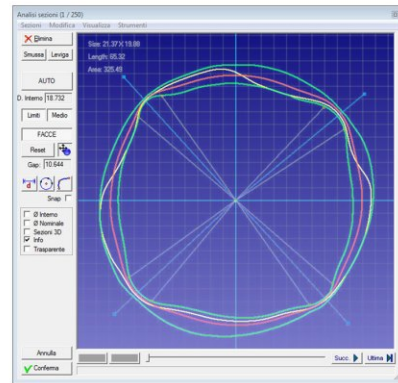 Analisi sezioni (1 / 250)
Sezioni Modifica Visualizza Strumenti
Elimina
Smussa Leviga
AUTO
D. Interno 18.732
Limiti Medio
FACCE
Reset
Gap: 10.644
d
Snap
Ø Interno
Ø Nominale
Sezioni 3D
Info
Trasparente
Annulla
Conferma
Size: 21.37 X 19.88
Length: 65.32
Area: 325.49
Succ. Ultima